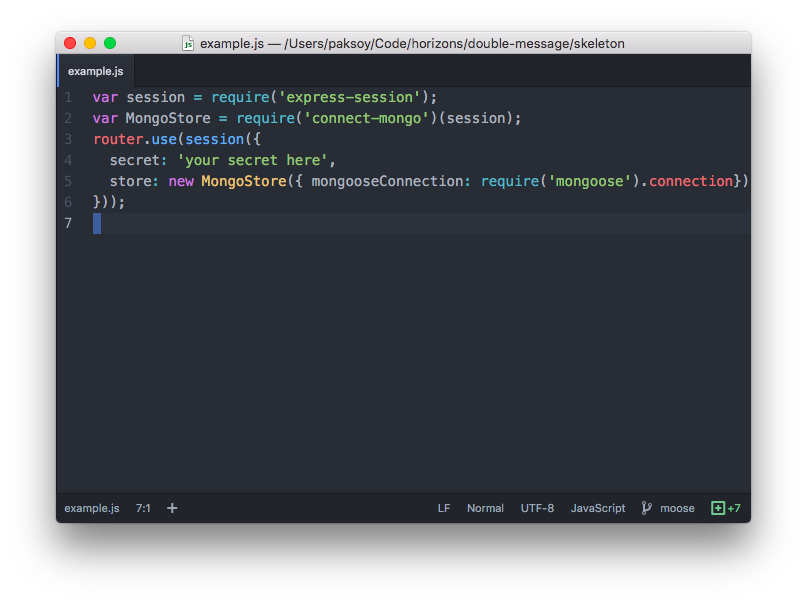 example.js — /Users/paksoy/Code/horizons/double-message/skeleton
example.js
1 var session = require('express-session');
2 var MongoStore = require('connect-mongo')(session);
3 router.use(session({
4   secret: 'your secret here',
5   store: new MongoStore({ mongooseConnection: require('mongoose').connection})
6 }));
7
example.js 7:1 + LF Normal UTF-8 JavaScript moose +7